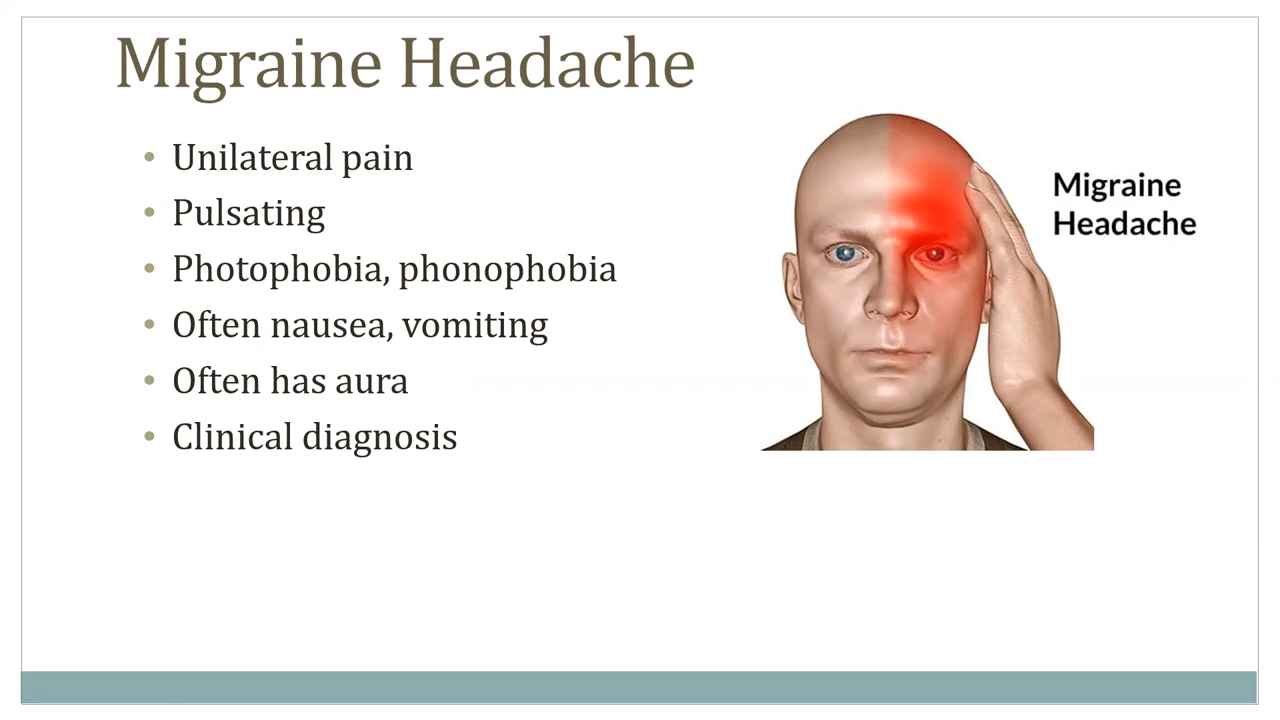 Migraine Headache
• Unilateral pain
• Pulsating
• Photophobia, phonophobia
• Often nausea, vomiting
• Often has aura
• Clinical diagnosis
Migraine
Headache